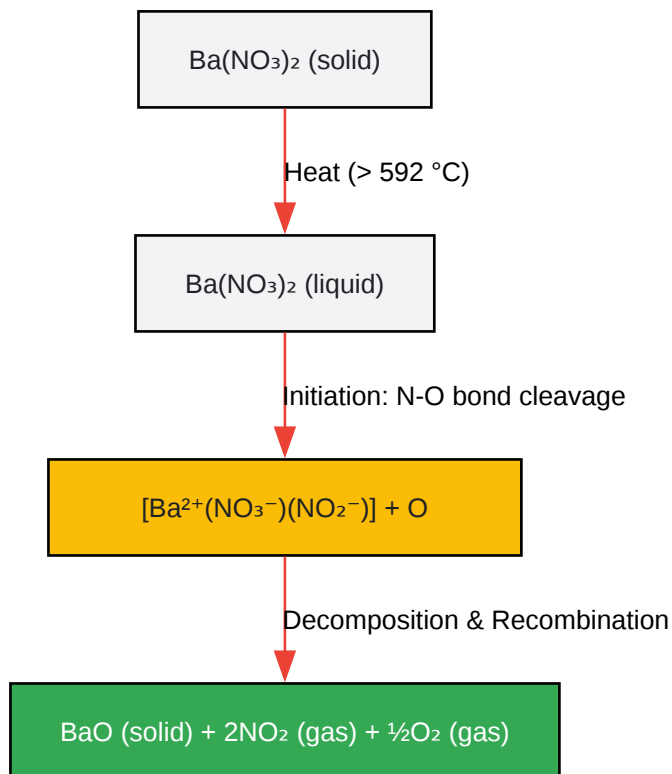 Ba(NO₃)₂ (solid)
Heat (> 592 °C)
Ba(NO₃)₂ (liquid)
Initiation: N-O bond cleavage
[Ba²⁺(NO₃⁻)(NO₂⁻)] + O
Decomposition & Recombination
BaO (solid) + 2NO₂ (gas) + ½O₂ (gas)